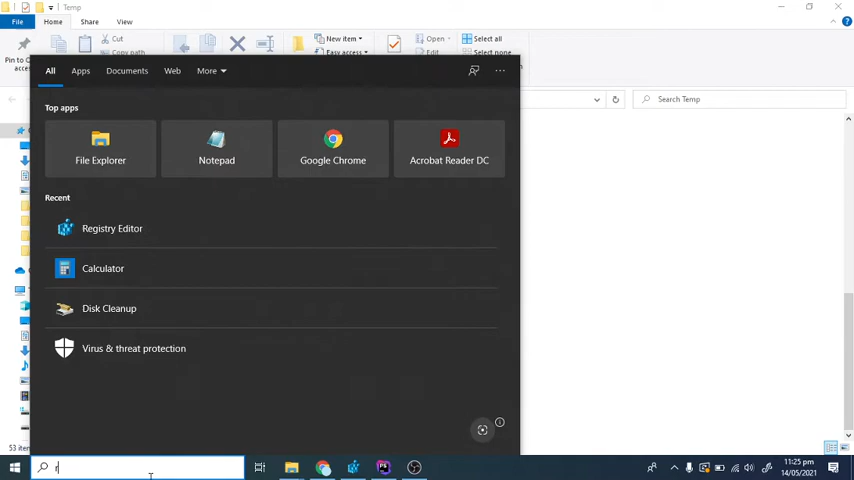 Temp
File Home Share View
Cut
Copy path
New item
Easy access
Open
Edit
Select all
Select none
Pin to Q
acces
Search Temp
All Apps Documents Web More
Top apps
File Explorer Notepad Google Chrome Acrobat Reader DC
Recent
Registry Editor
Calculator
Disk Cleanup
Virus & threat protection
53 item
r
11:25 pm
14/05/2021